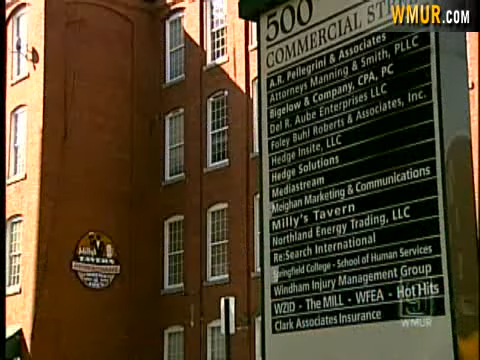 WMUR.com
500
COMMERCIAL ST
A.R. Pellegrini & Associates
Attorneys Manning & Smith, PLLC
Bigelow & Company, CPA, PC
Del R. Aube Enterprises LLC
Foley Buhl Roberts & Associates, Inc.
Hedge Insite, LLC
Hedge Solutions
Mediastream
Meighan Marketing & Communications
Milly's Tavern
Northland Energy Trading, LLC
Re:Search International
Springfield College - School of Human Services
Windham Injury Management Group
WZID - The MILL - WFEA - Hot Hits
Clark Associates Insurance
Milly's
TAVERN
9
WMUR